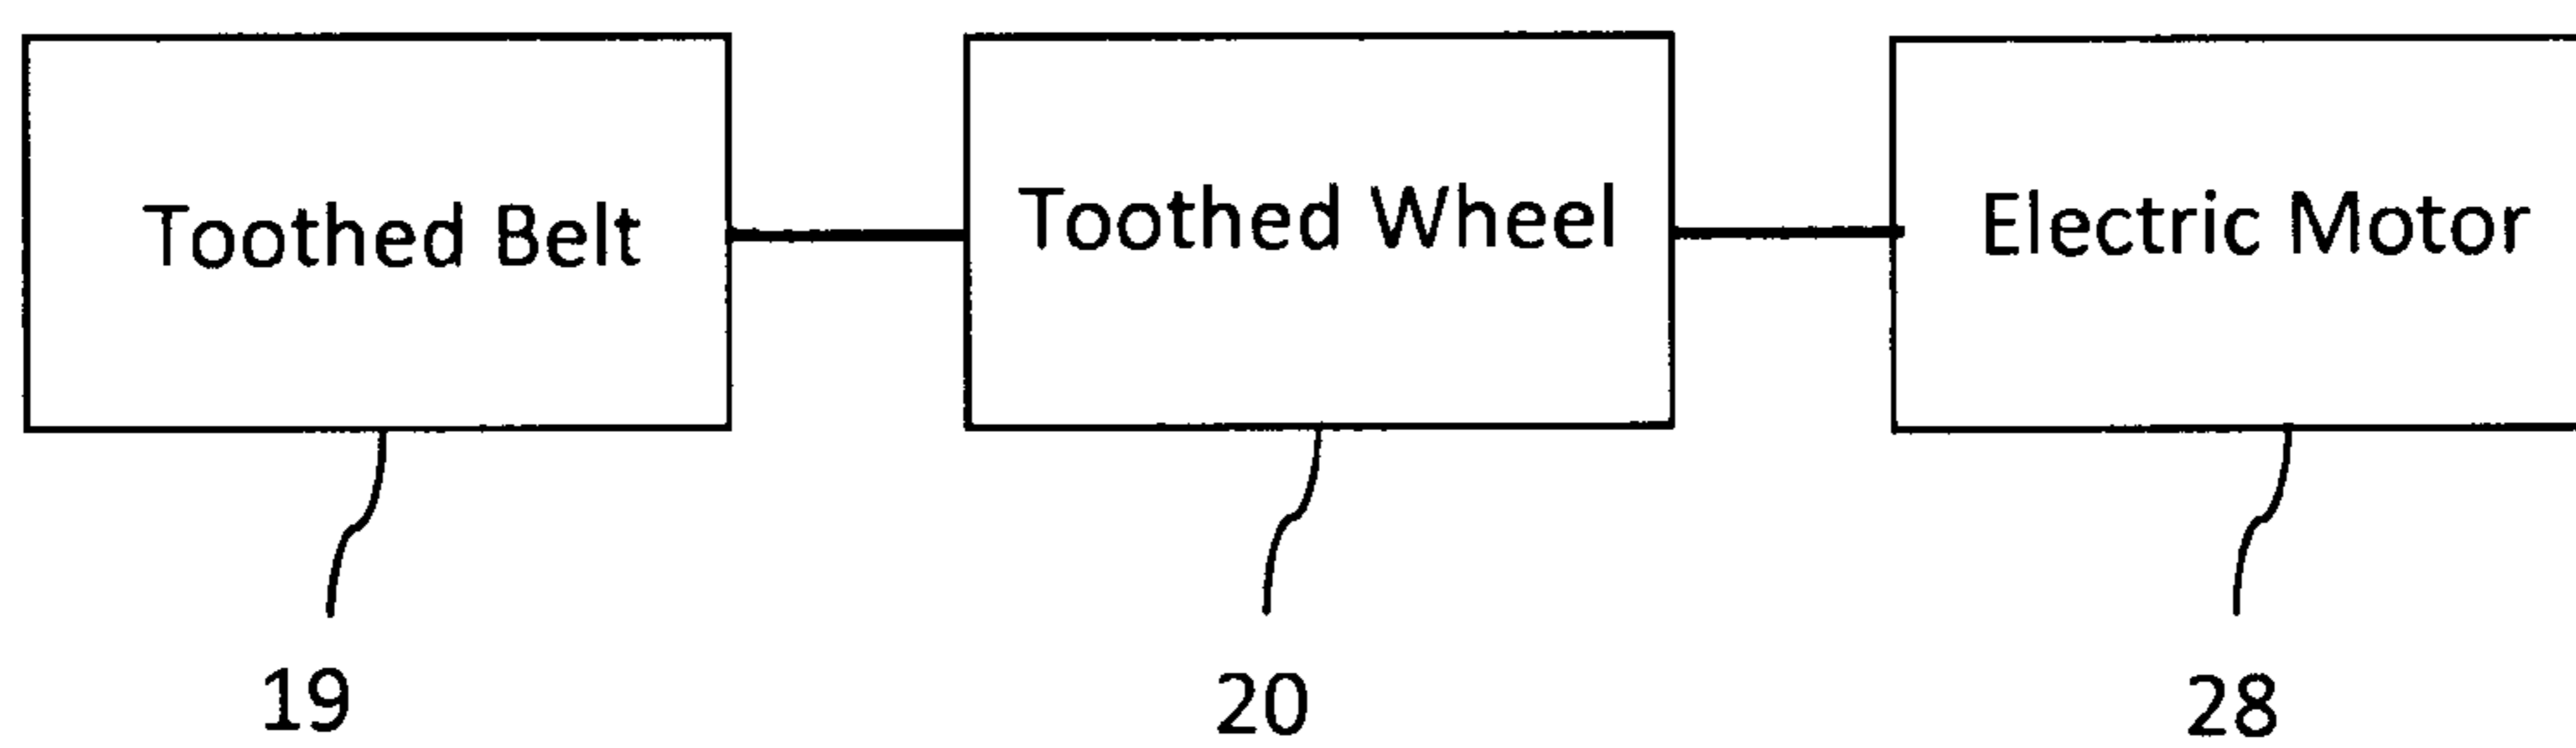 Toothed Belt
Toothed Wheel
Electric Motor
19
20
28